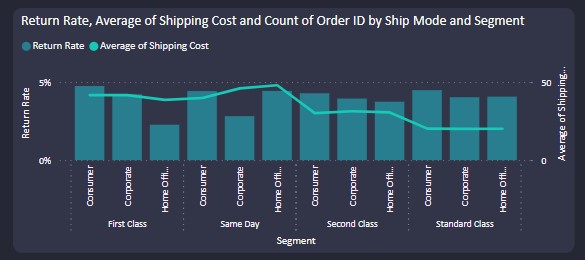 Return Rate, Average of Shipping Cost and Count of Order ID by Ship Mode and Segment
Return Rate Average of Shipping Cost
5%
0%
Return Rate
50
0
Average of Shipping...
Consumer
Corporate
Home Offi...
Consumer
Corporate
Home Offi...
Consumer
Corporate
Home Offi...
Consumer
Corporate
Home Offi...
First Class Same Day Second Class Standard Class
Segment